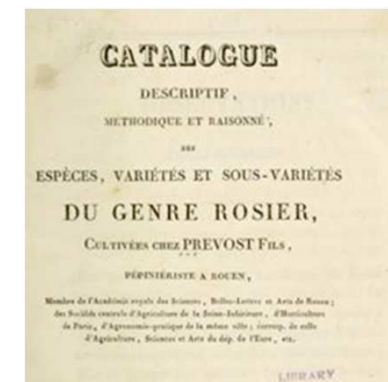 CATALOGUE
DESCRIPTIF,
METHODIQUE ET RAISONNÉ,
DES
ESPÈCES, VARIÉTÉS ET SOUS-VARIÉTÉS
DU GENRE ROSIER,
CULTIVÉES CHEZ PREVOST FILS,
PÉPINIÉRISTE A ROUEN,
Membre de l'Académie royale des Sciences, Belles-Lettres et Arts de Rouen;
des Sociétés centrale d'Agriculture de la Seine-Inférieure, d'Horticulture
de Paris, d'Agronomie-pratique de la même ville; corresp. de celle
d'Agriculture, Sciences et Arts du dép. de l'Eure, etc.
LIBRARY